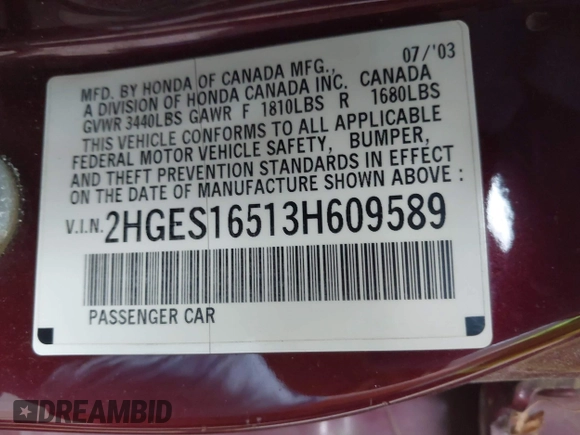 07/'03
MFD. BY HONDA OF CANADA MFG.,
A DIVISION OF HONDA CANADA INC. CANADA
GVWR 3440LBS GAWR F 1810LBS R 1680LBS
THIS VEHICLE CONFORMS TO ALL APPLICABLE
FEDERAL MOTOR VEHICLE SAFETY, BUMPER,
AND THEFT PREVENTION STANDARDS IN EFFECT
ON THE DATE OF MANUFACTURE SHOWN ABOVE :
V.I.N. 2HGES16513H609589
PASSENGER CAR
DREAMBID